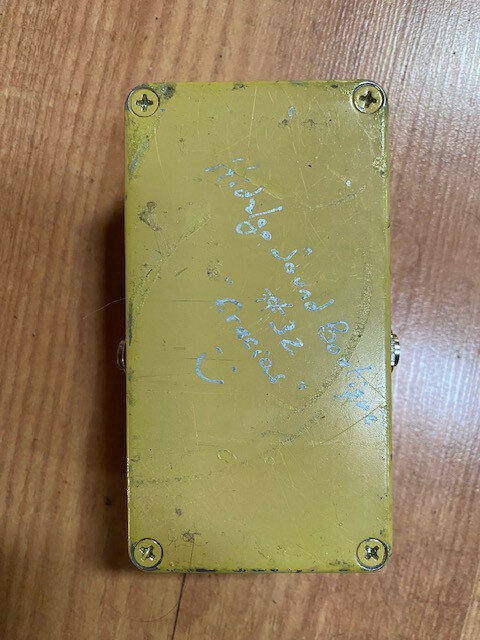 Hidalgo Sound Boutique
#32
"Gracias"